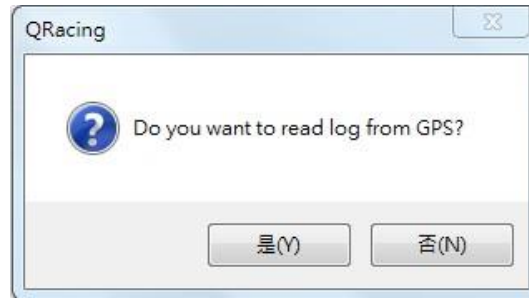 QRacing
Do you want to read log from GPS?
是(Y) 否(N)